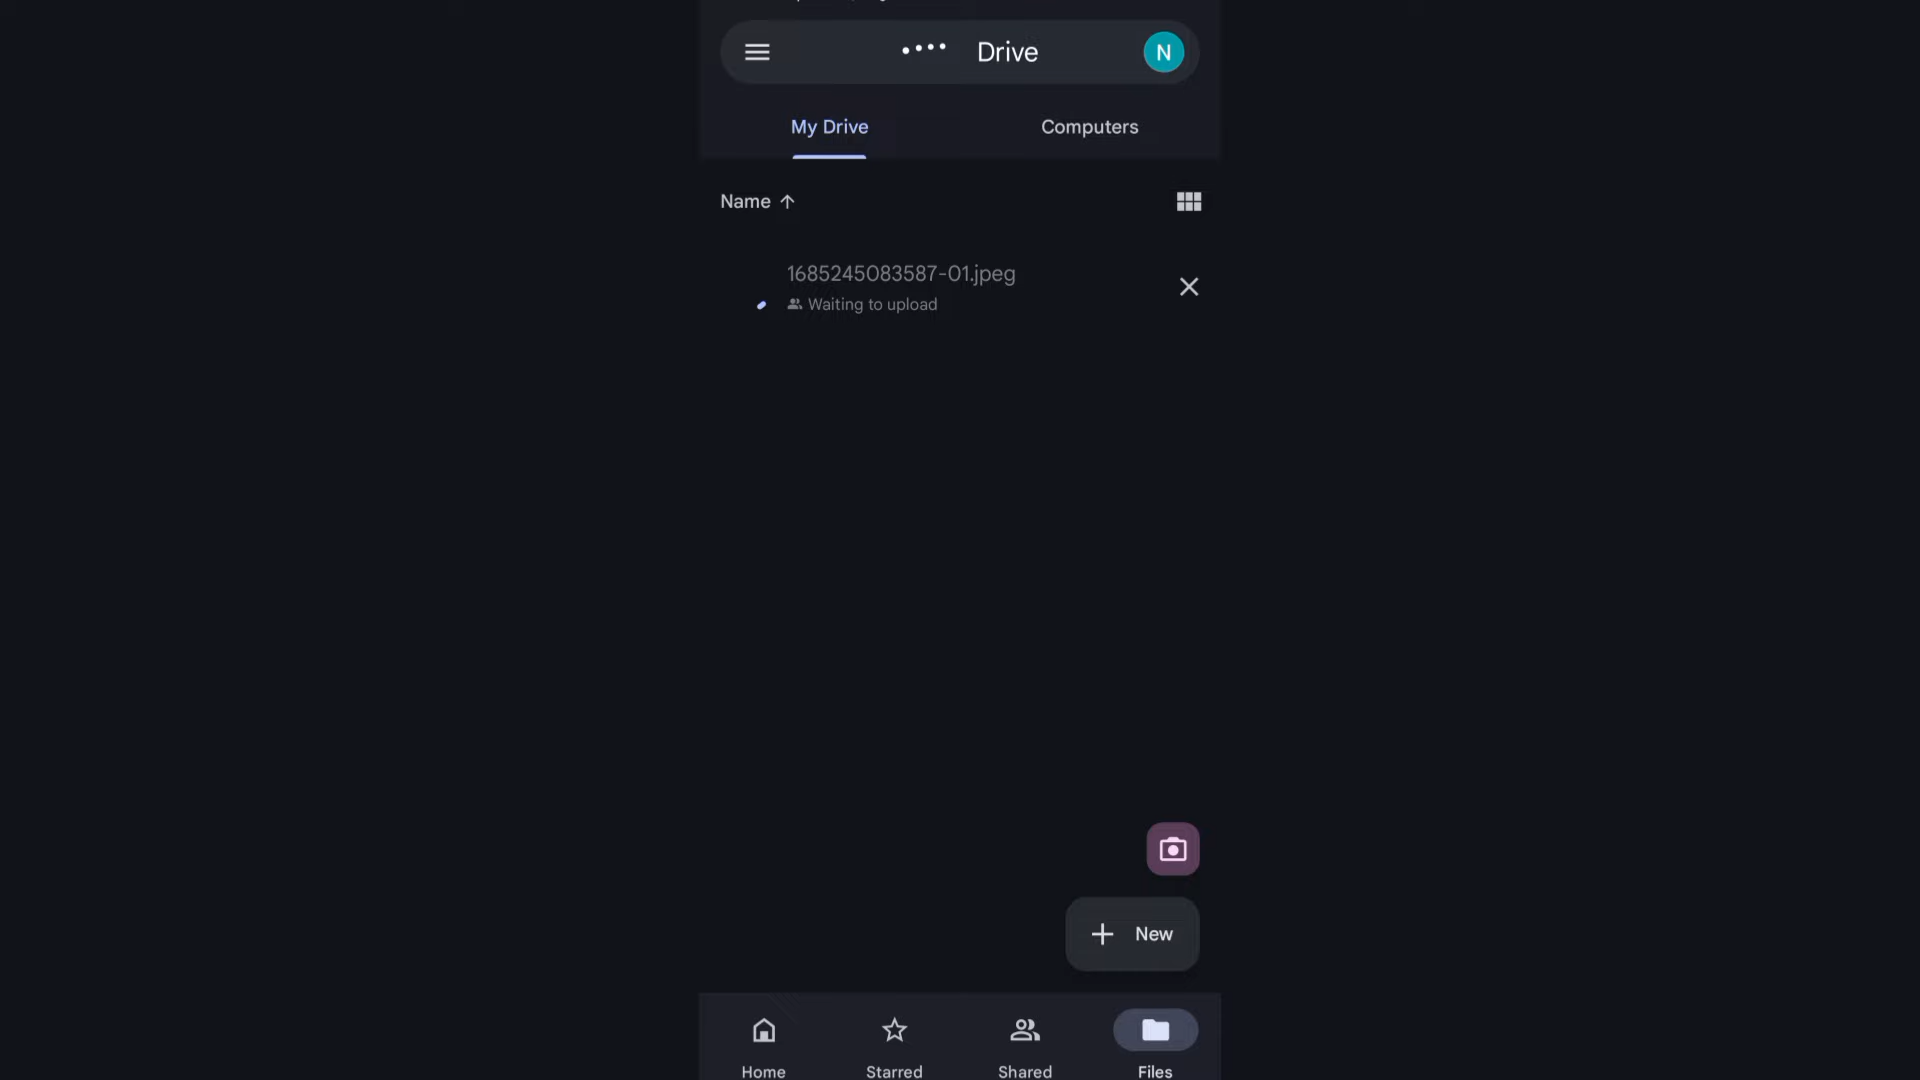 Drive
N
My Drive
Computers
Name
1685245083587-01.jpeg
Waiting to upload
New
Home
Starred
Shared
Files